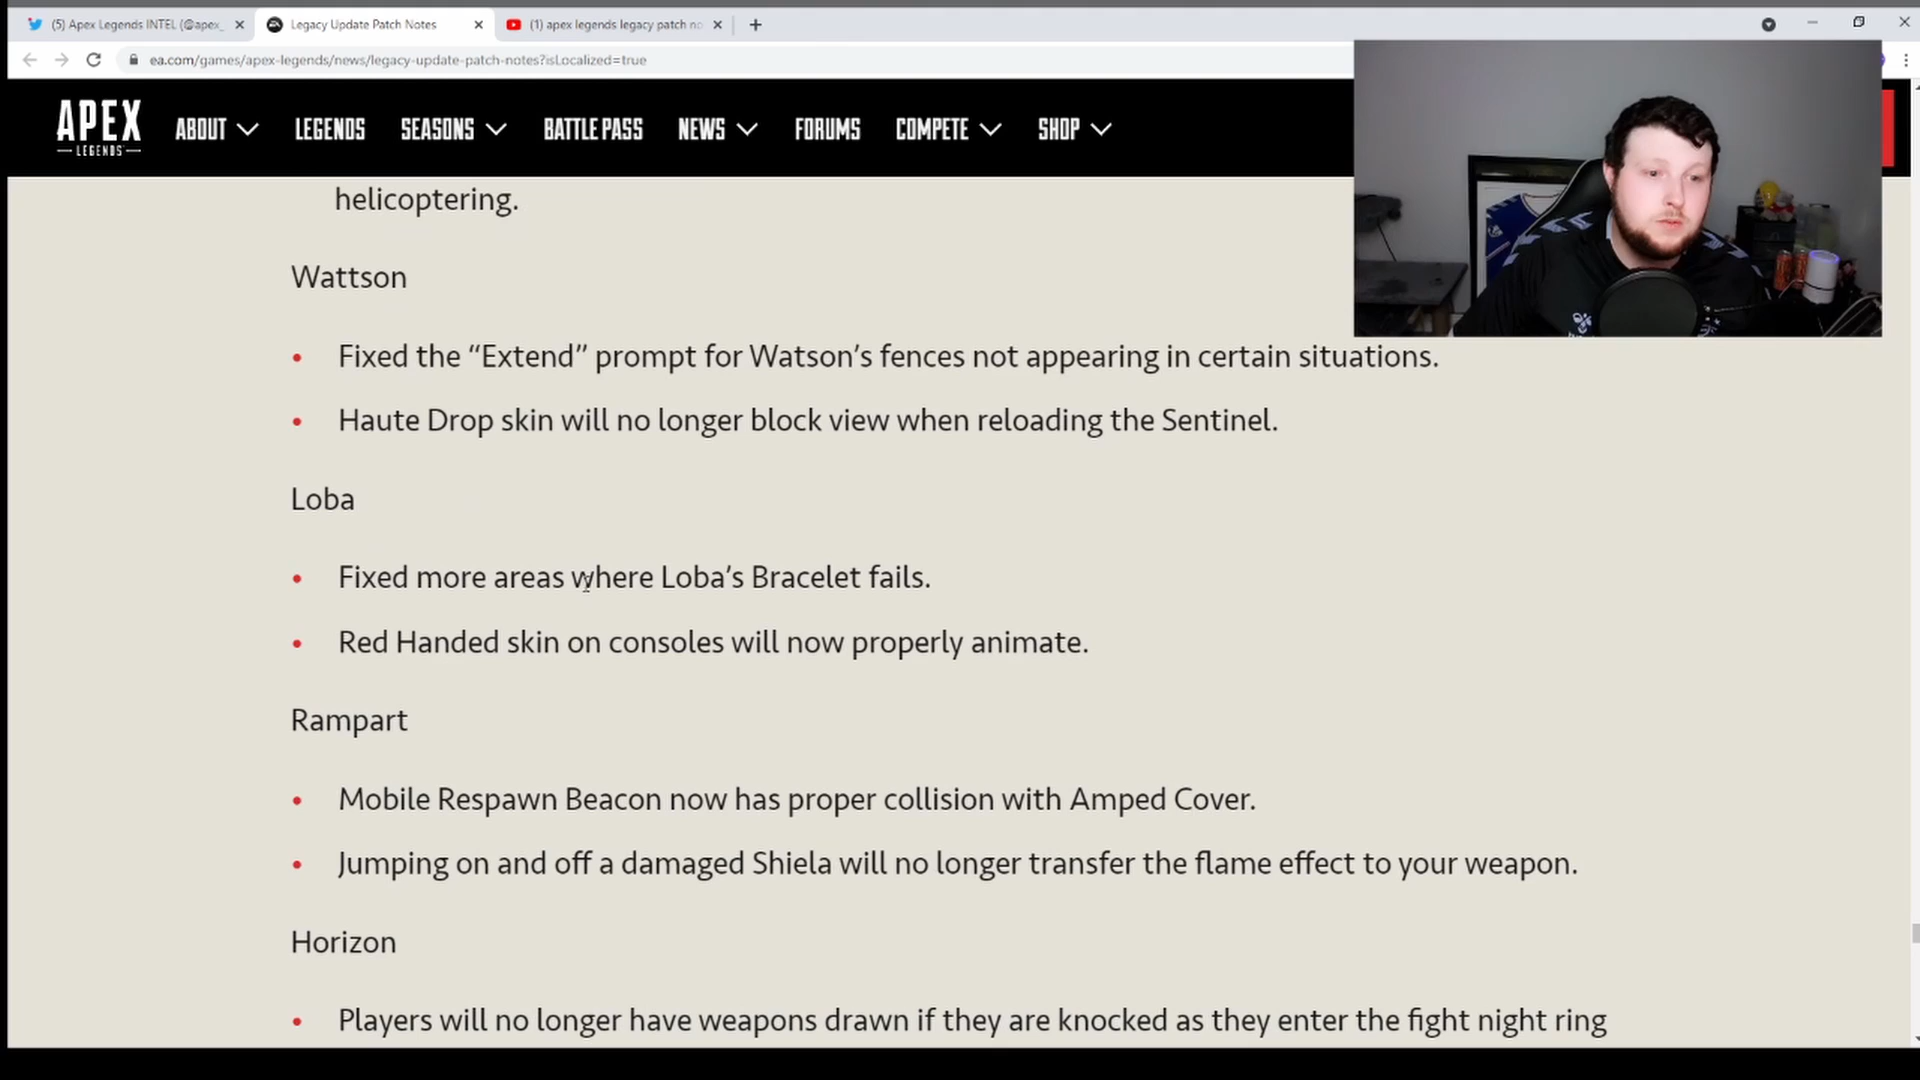 (5) Apex Legends INTEL (@apex_
Legacy Update Patch Notes
(1) apex legends legacy patch no
ea.com/games/apex-legends/news/legacy-update-patch-notes?isLocalized=true
APEX
LEGENDS
ABOUT
LEGENDS
SEASONS
BATTLE PASS
NEWS
FORUMS
COMPETE
SHOP
helicoptering.
Wattson
• Fixed the “Extend” prompt for Watson’s fences not appearing in certain situations.
• Haute Drop skin will no longer block view when reloading the Sentinel.
Loba
• Fixed more areas where Loba’s Bracelet fails.
• Red Handed skin on consoles will now properly animate.
Rampart
• Mobile Respawn Beacon now has proper collision with Amped Cover.
• Jumping on and off a damaged Shiela will no longer transfer the flame effect to your weapon.
Horizon
• Players will no longer have weapons drawn if they are knocked as they enter the fight night ring